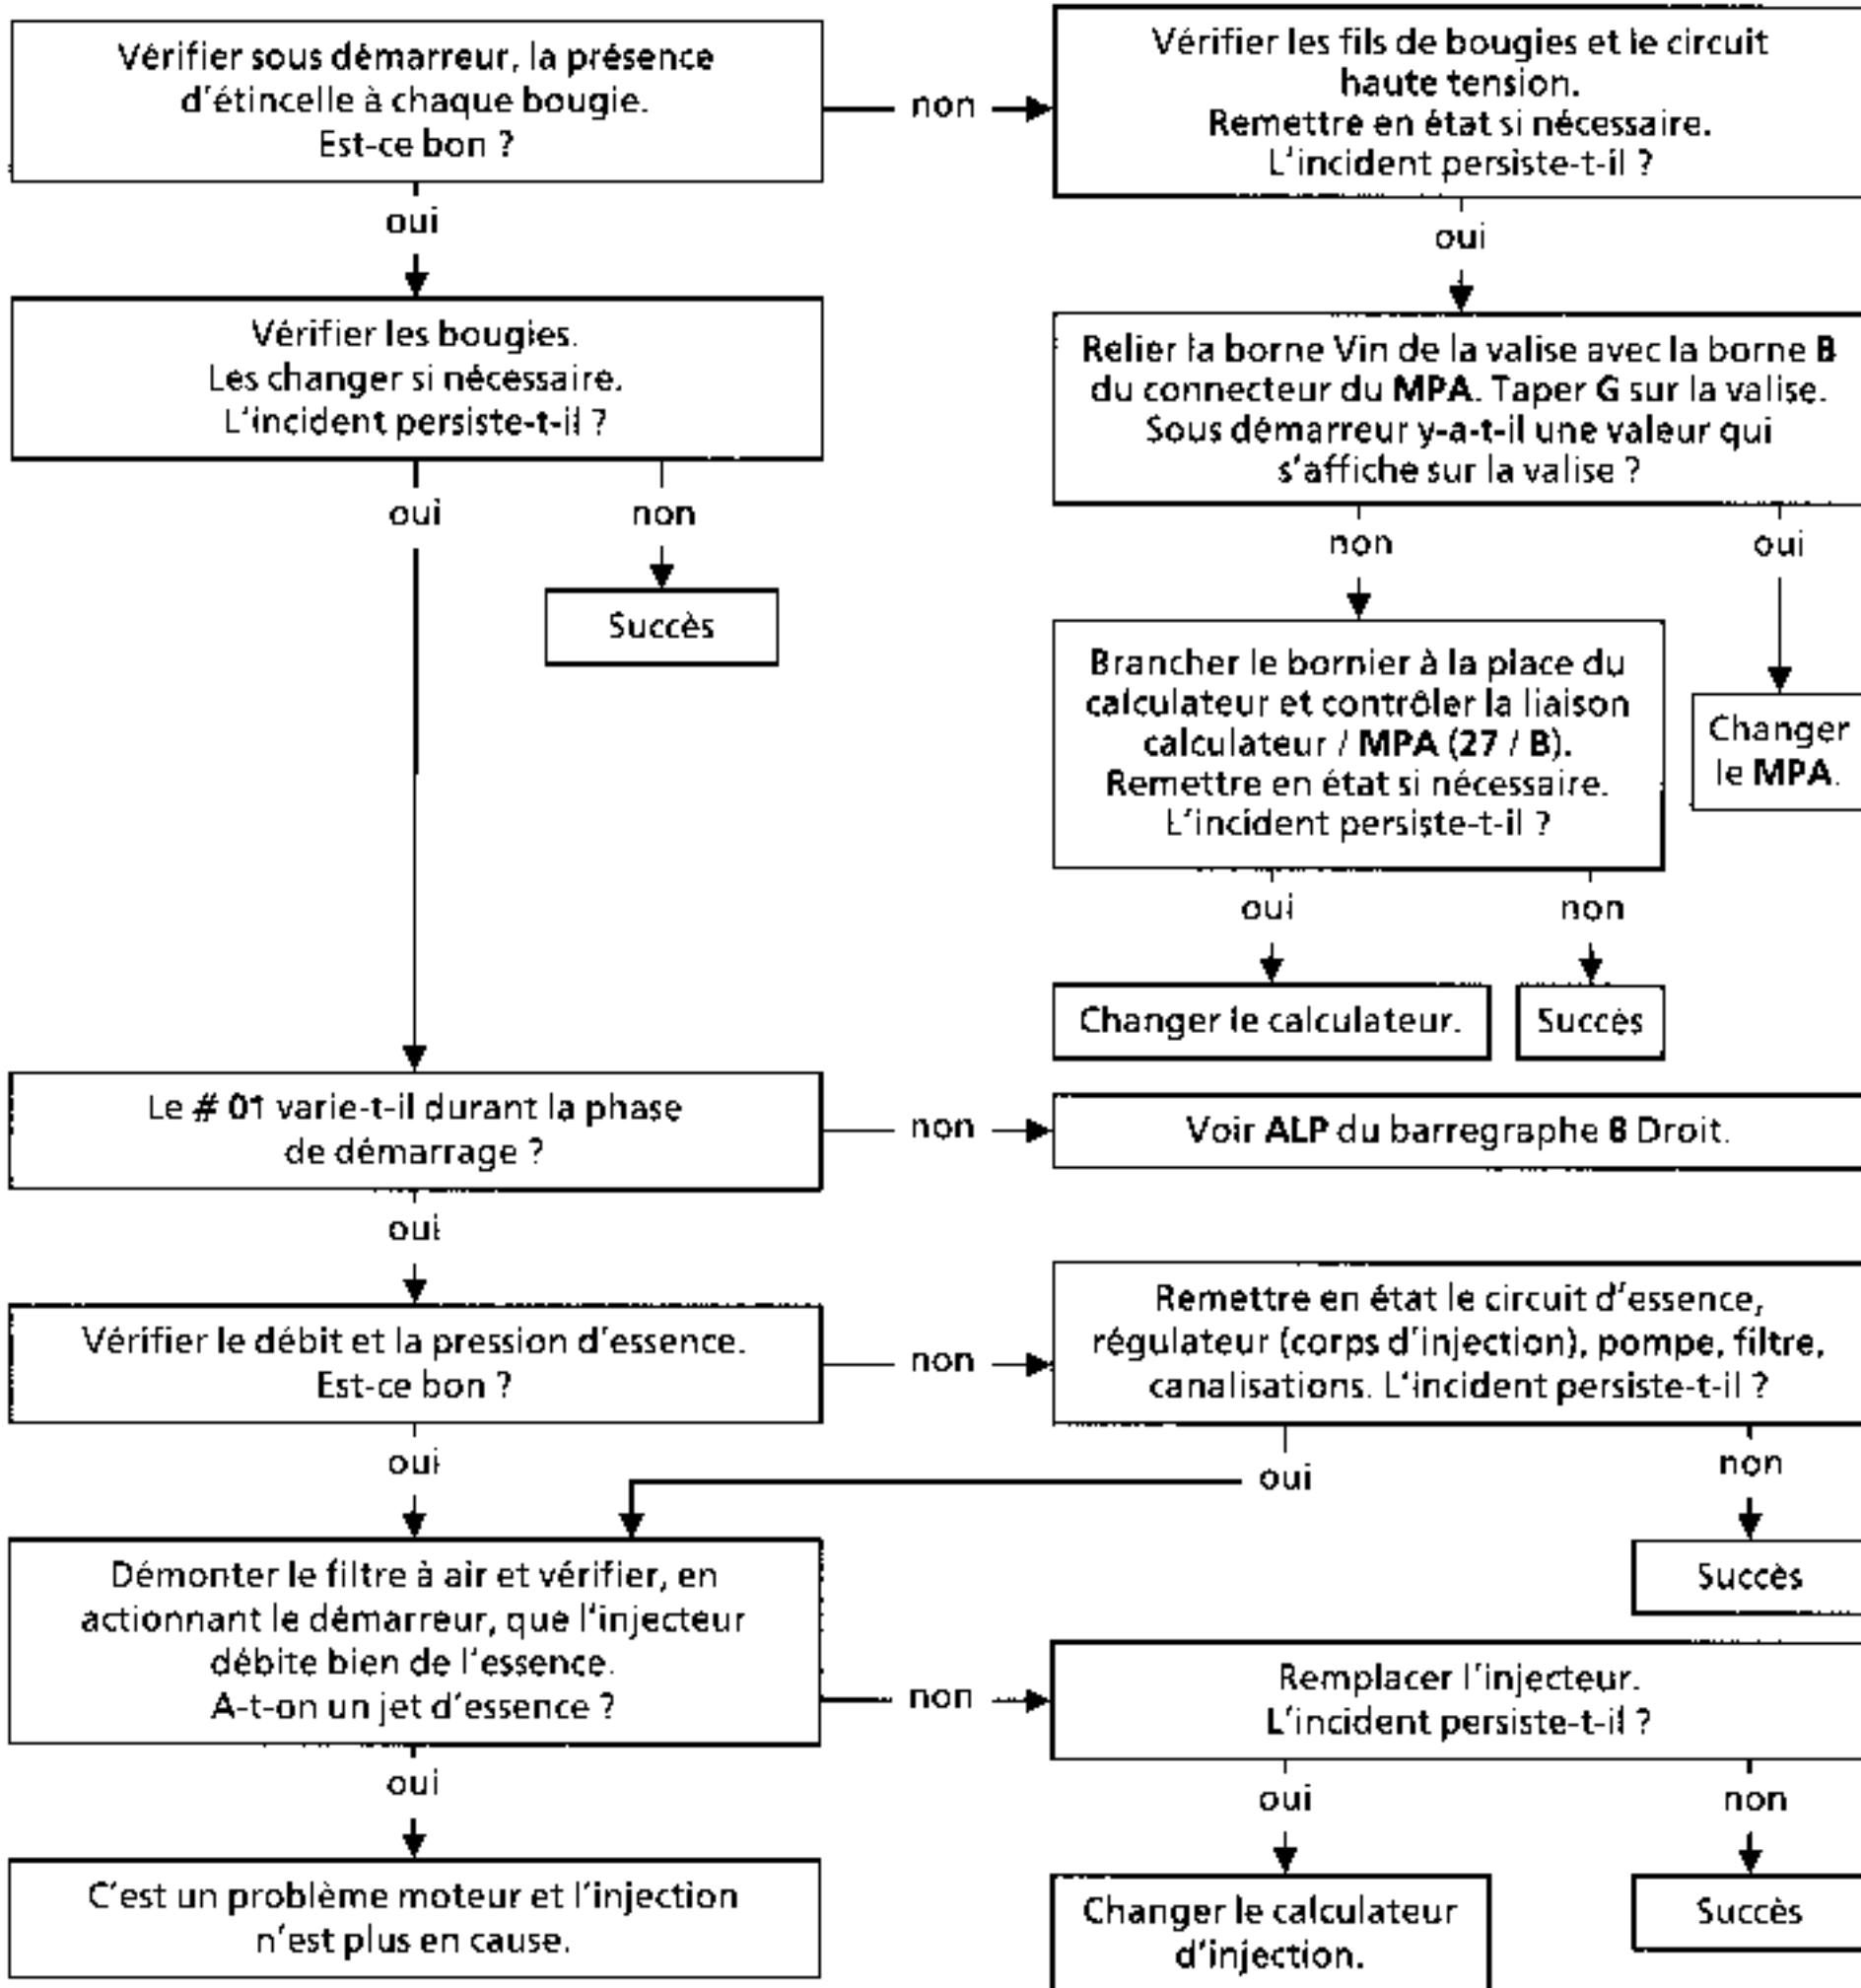 Vérifier sous démarreur, la présence
d'étincelle à chaque bougie.
Est-ce bon ?
non
Vérifier les fils de bougies et le circuit
haute tension.
Remettre en état si nécessaire.
L'incident persiste-t-il ?
oui
oui
Vérifier les bougies.
Les changer si nécessaire.
L'incident persiste-t-il ?
Relier la borne Vin de la valise avec la borne B
du connecteur du MPA. Taper G sur la valise.
Sous démarreur y-a-t-il une valeur qui
s'affiche sur la valise ?
oui
non
non
oui
Succès
Brancher le bornier à la place du
calculateur et contrôler la liaison
calculateur / MPA (27 / B).
Remettre en état si nécessaire.
L'incident persiste-t-il ?
Changer
le MPA.
oui
non
Changer le calculateur.
Succès
Le # 01 varie-t-il durant la phase
de démarrage ?
non
Voir ALP du barregraphe 8 Droit.
oui
Vérifier le débit et la pression d'essence.
Est-ce bon ?
non
Remettre en état le circuit d'essence,
régulateur (corps d'injection), pompe, filtre,
canalisations. L'incident persiste-t-il ?
oui
oui
non
Succès
Démonter le filtre à air et vérifier, en
actionnant le démarreur, que l'injecteur
débite bien de l'essence.
A-t-on un jet d'essence ?
non
Remplacer l'injecteur.
L'incident persiste-t-il ?
oui
oui
non
C'est un problème moteur et l'injection
n'est plus en cause.
Changer le calculateur
d'injection.
Succès